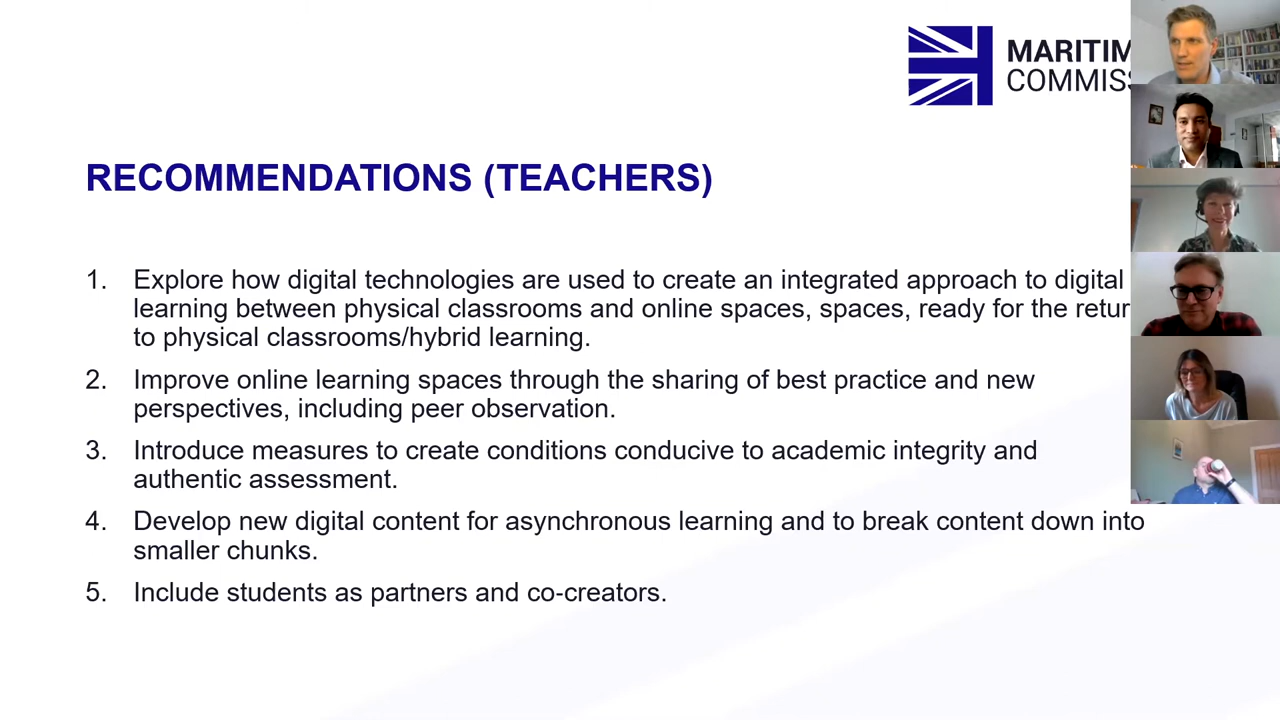 MARITIM
COMMISS
RECOMMENDATIONS (TEACHERS)
1. Explore how digital technologies are used to create an integrated approach to digital
learning between physical classrooms and online spaces, spaces, ready for the retur
to physical classrooms/hybrid learning.
2. Improve online learning spaces through the sharing of best practice and new
perspectives, including peer observation.
3. Introduce measures to create conditions conducive to academic integrity and
authentic assessment.
4. Develop new digital content for asynchronous learning and to break content down into
smaller chunks.
5. Include students as partners and co-creators.